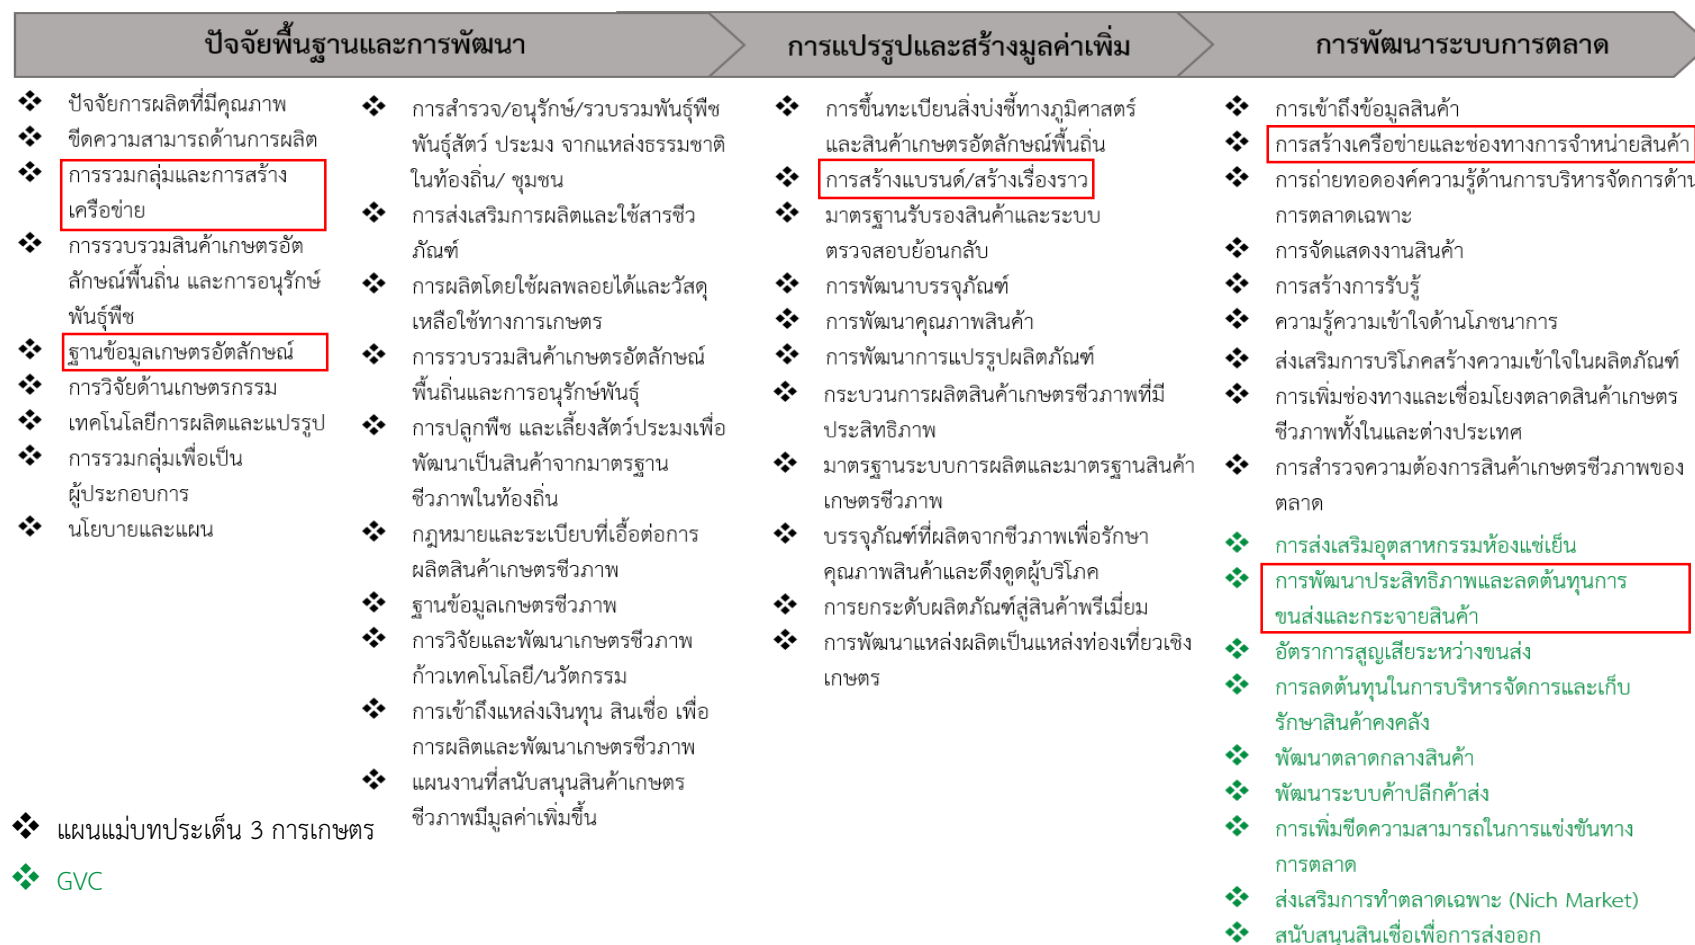 ปัจจัยพื้นฐานและการพัฒนา
การแปรรูปและสร้างมูลค่าเพิ่ม
การพัฒนาระบบการตลาด
ปัจจัยการผลิตที่มีคุณภาพ
ขีดความสามารถด้านการผลิต
การรวมกลุ่มและการสร้าง
เครือข่าย
การรวบรวมสินค้าเกษตรอัต
ลักษณ์พื้นถิ่น และการอนุรักษ์
พันธุ์พืช
ฐานข้อมูลเกษตรอัตลักษณ์
การวิจัยด้านเกษตรกรรม
เทคโนโลยีการผลิตและแปรรูป
การรวมกลุ่มเพื่อเป็น
ผู้ประกอบการ
นโยบายและแผน
การสำรวจ/อนุรักษ์/รวบรวมพันธุ์พืช
พันธุ์สัตว์ ประมง จากแหล่งธรรมชาติ
ในท้องถิ่น/ ชุมชน
การส่งเสริมการผลิตและใช้สารชีว
ภัณฑ์
การผลิตโดยใช้ผลพลอยได้และวัสดุ
เหลือใช้ทางการเกษตร
การรวบรวมสินค้าเกษตรอัตลักษณ์
พื้นถิ่นและการอนุรักษ์พันธุ์
การปลูกพืช และเลี้ยงสัตว์ประมงเพื่อ
พัฒนาเป็นสินค้าจากมาตรฐาน
ชีวภาพในท้องถิ่น
กฎหมายและระเบียบที่เอื้อต่อการ
ผลิตสินค้าเกษตรชีวภาพ
ฐานข้อมูลเกษตรชีวภาพ
การวิจัยและพัฒนาเกษตรชีวภาพ
ก้าวเทคโนโลยี/นวัตกรรม
การเข้าถึงแหล่งเงินทุน สินเชื่อ เพื่อ
การผลิตและพัฒนาเกษตรชีวภาพ
แผนงานที่สนับสนุนสินค้าเกษตร
ชีวภาพมีมูลค่าเพิ่มขึ้น
การขึ้นทะเบียนสิ่งบ่งชี้ทางภูมิศาสตร์
และสินค้าเกษตรอัตลักษณ์พื้นถิ่น
การสร้างแบรนด์/สร้างเรื่องราว
มาตรฐานรับรองสินค้าและระบบ
ตรวจสอบย้อนกลับ
การพัฒนาบรรจุภัณฑ์
การพัฒนาคุณภาพสินค้า
การพัฒนาการแปรรูปผลิตภัณฑ์
กระบวนการผลิตสินค้าเกษตรชีวภาพที่มี
ประสิทธิภาพ
มาตรฐานระบบการผลิตและมาตรฐานสินค้า
เกษตรชีวภาพ
บรรจุภัณฑ์ที่ผลิตจากชีวภาพเพื่อรักษา
คุณภาพสินค้าและดึงดูดผู้บริโภค
การยกระดับผลิตภัณฑ์สู่สินค้าพรีเมี่ยม
การพัฒนาแหล่งผลิตเป็นแหล่งท่องเที่ยวเชิง
เกษตร
การเข้าถึงข้อมูลสินค้า
การสร้างเครือข่ายและช่องทางการจำหน่ายสินค้า
การถ่ายทอดองค์ความรู้ด้านการบริหารจัดการด้าน
การตลาดเฉพาะ
การจัดแสดงงานสินค้า
การสร้างการรับรู้
ความรู้ความเข้าใจด้านโภชนาการ
ส่งเสริมการบริโภคสร้างความเข้าใจในผลิตภัณฑ์
การเพิ่มช่องทางและเชื่อมโยงตลาดสินค้าเกษตร
ชีวภาพทั้งในและต่างประเทศ
การสำรวจความต้องการสินค้าเกษตรชีวภาพของ
ตลาด
การส่งเสริมอุตสาหกรรมห้องแช่เย็น
การพัฒนาประสิทธิภาพและลดต้นทุนการ
ขนส่งและกระจายสินค้า
อัตราการสูญเสียระหว่างขนส่ง
การลดต้นทุนในการบริหารจัดการและเก็บ
รักษาสินค้าคงคลัง
พัฒนาตลาดกลางสินค้า
พัฒนาระบบค้าปลีกค้าส่ง
การเพิ่มขีดความสามารถในการแข่งขันทาง
การตลาด
ส่งเสริมการทำตลาดเฉพาะ (Nich Market)
สนับสนุนสินเชื่อเพื่อการส่งออก
แผนแม่บทประเด็น 3 การเกษตร
GVC